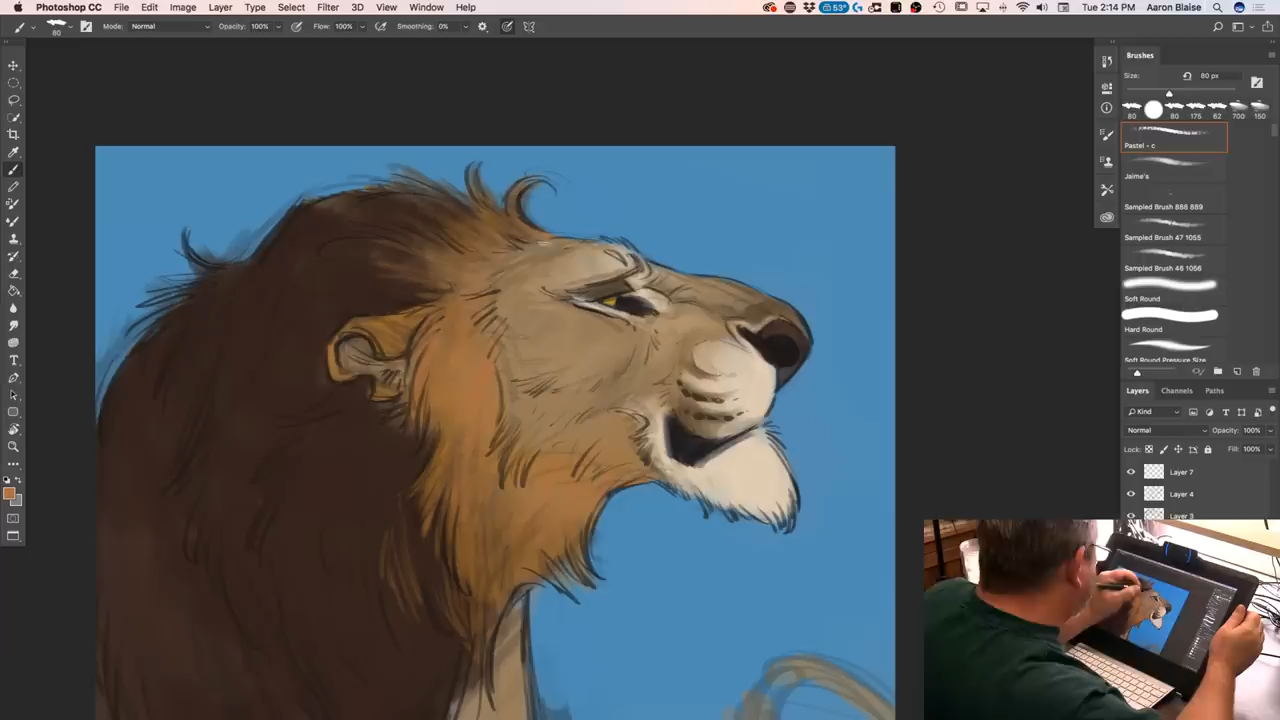 Photoshop CC File Edit Image Layer Type Select Filter 3D View Window Help 53° Tue 2:14 PM Aaron Blaise
80 Mode: Normal Opacity: 100% Flow: 100% Smoothing: 0%
Brushes
Size: 80 px
80 80 175 62 700 150
Pastel - c
Jaime's
Sampled Brush 888 889
Sampled Brush 47 1055
Sampled Brush 46 1056
Soft Round
Hard Round
Soft Round Pressure Size
Layers Channels Paths
Kind
Normal Opacity: 100%
Lock: Fill: 100%
Layer 7
Layer 4
Layer 3